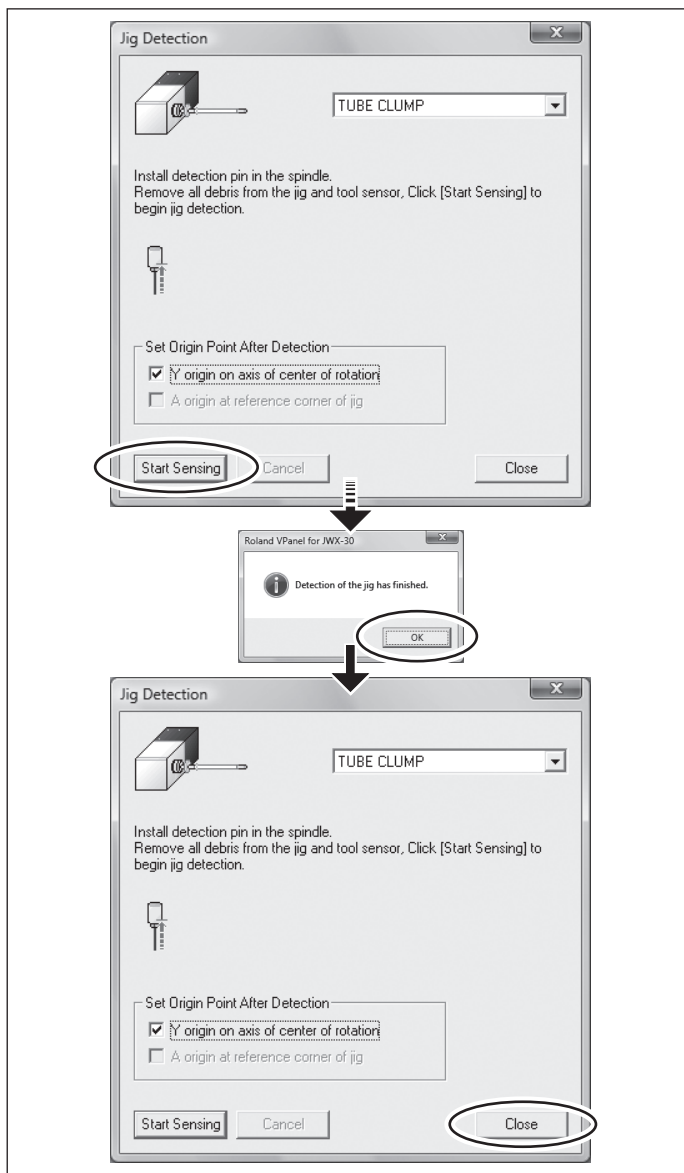 Jig Detection
TUBE CLUMP
Install detection pin in the spindle.
Remove all debris from the jig and tool sensor, Click [Start Sensing] to
begin jig detection.
Set Origin Point After Detection
Y origin on axis of center of rotation
A origin at reference corner of jig
Start Sensing Cancel Close
Roland VPanel for JWX-30
Detection of the jig has finished.
OK
Jig Detection
TUBE CLUMP
Install detection pin in the spindle.
Remove all debris from the jig and tool sensor, Click [Start Sensing] to
begin jig detection.
Set Origin Point After Detection
Y origin on axis of center of rotation
A origin at reference corner of jig
Start Sensing Cancel Close